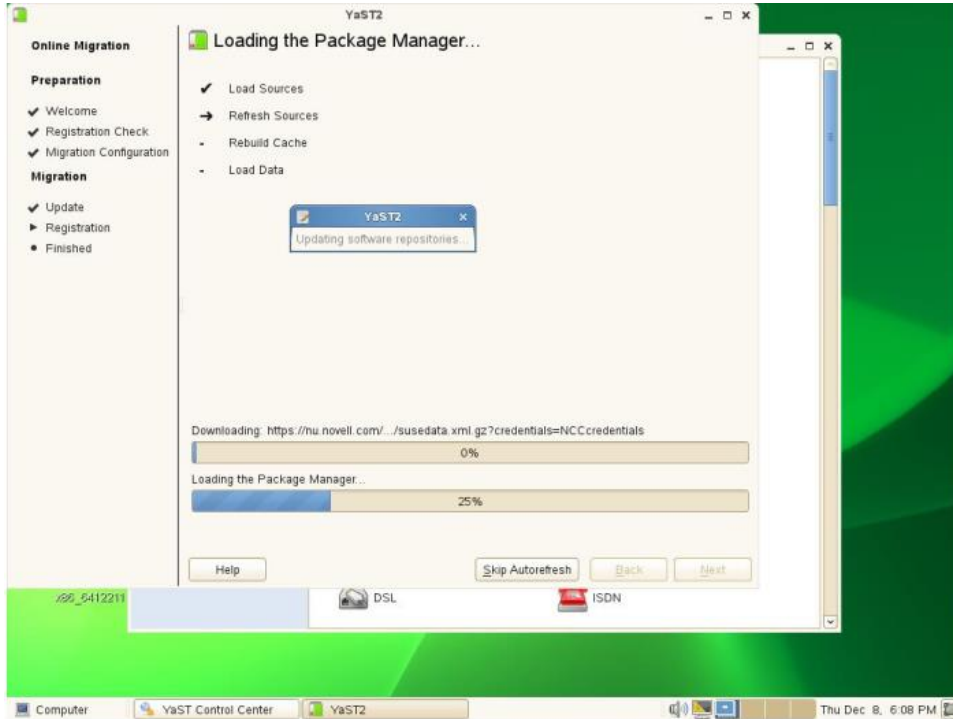 YaST2
Online Migration
Preparation
Welcome
Registration Check
Migration Configuration
Migration
Update
Registration
Finished
Loading the Package Manager...
Load Sources
Refresh Sources
- Rebuild Cache
- Load Data
YaST2
Updating software repositories...
Downloading: https://nu.novell.com/.../susedata.xml.gz?credentials=NCCcredentials
0%
Loading the Package Manager...
25%
Help
Skip Autorefresh
Back
Next
x86_6412211
DSL
ISDN
Computer
YaST Control Center
YaST2
Thu Dec 8, 6:08 PM